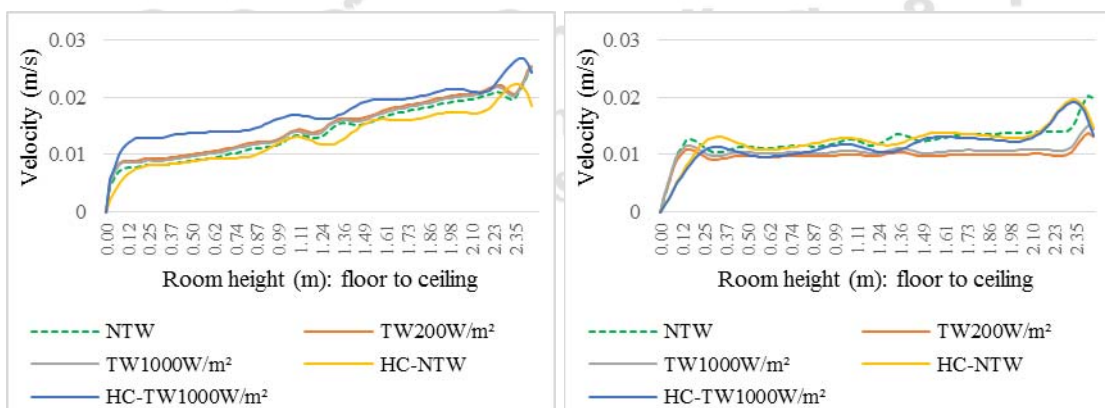 0.03
0.02
0.01
0
Velocity (m/s)
0.00 0.12 0.25 0.37 0.49 0.62 0.74 0.87 0.99 1.11 1.24 1.36 1.49 1.61 1.73 1.86 1.98 2.10 2.23 2.35
Room height (m): floor to ceiling
NTW TW200W/m²
TW1000W/m² HC-NTW
HC-TW1000W/m²
0.03
0.02
0.01
0
Velocity (m/s)
0.00 0.12 0.25 0.37 0.50 0.62 0.74 0.87 0.99 1.11 1.24 1.36 1.49 1.61 1.73 1.86 1.98 2.11 2.23 2.35
Room height (m): floor to ceiling
NTW TW200W/m²
TW1000W/m² HC-NTW
HC-TW1000W/m²